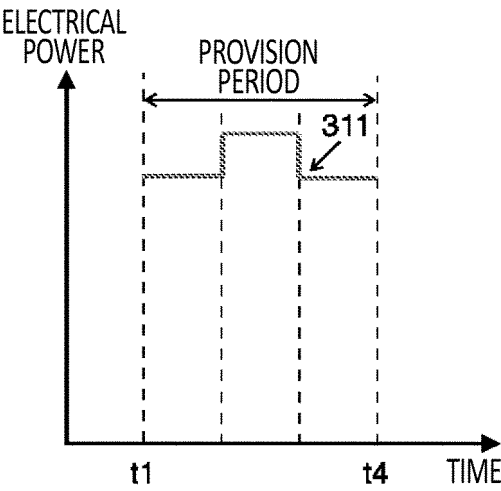 ELECTRICAL
POWER
PROVISION
PERIOD
311
t1
t4
TIME